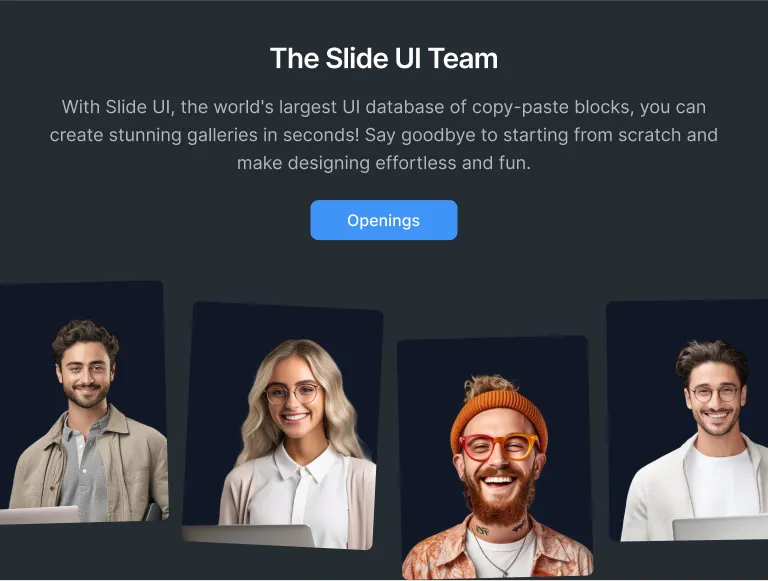 The Slide UI Team
With Slide UI, the world's largest UI database of copy-paste blocks, you can
create stunning galleries in seconds! Say goodbye to starting from scratch and
make designing effortless and fun.
Openings